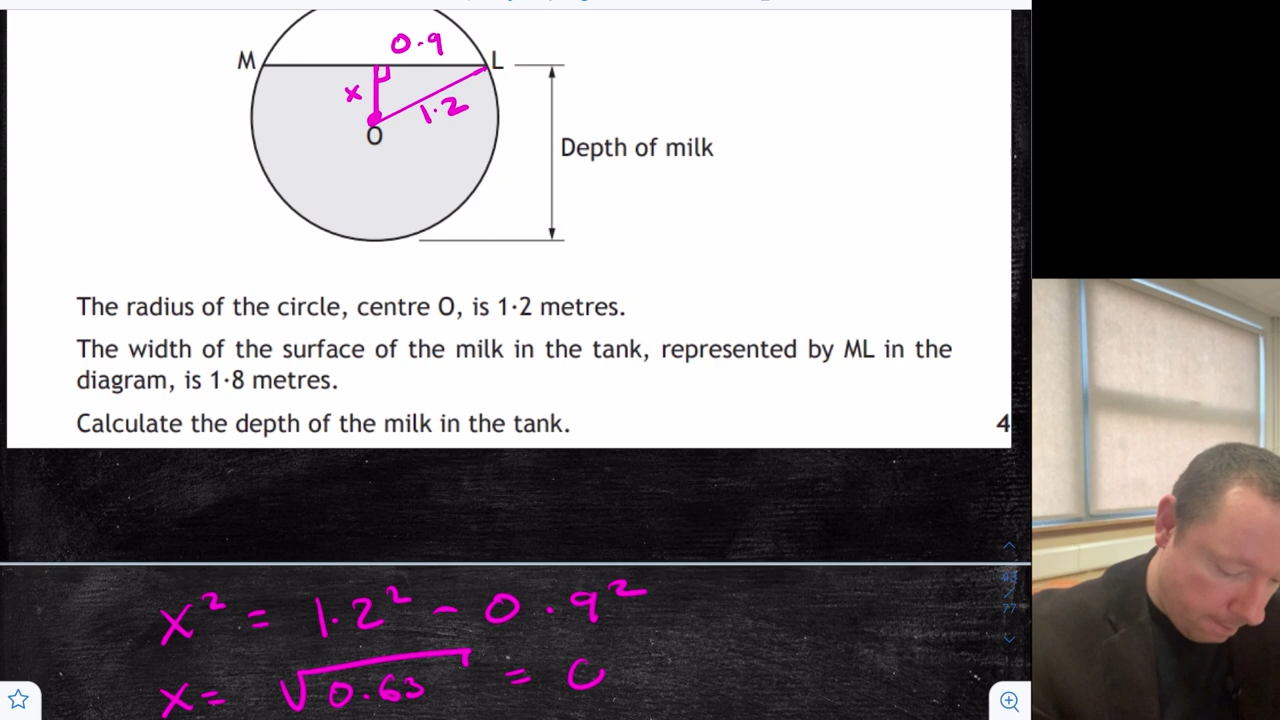 0.9
M
L
x
1.2
O
Depth of milk
The radius of the circle, centre O, is 1·2 metres.
The width of the surface of the milk in the tank, represented by ML in the
diagram, is 1·8 metres.
Calculate the depth of the milk in the tank.
4
x² = 1.2² - 0.9²
x = √0.63 = 0
77